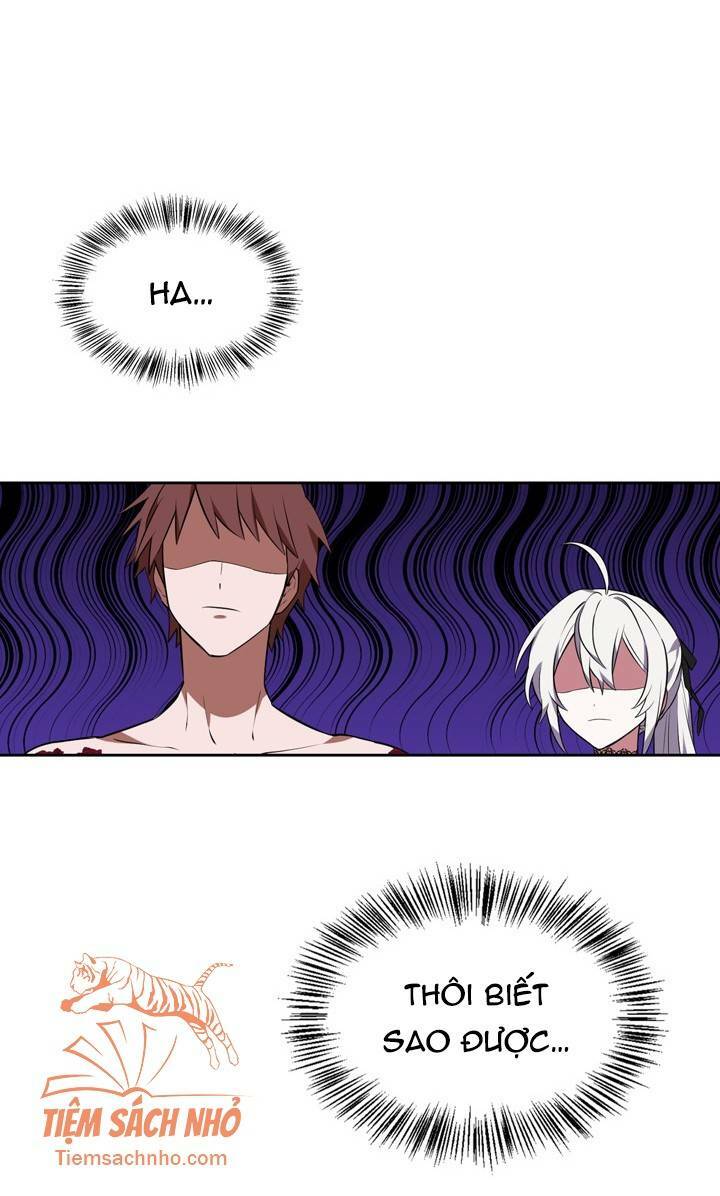 HA...
THÔI BIẾT
SAO ĐƯỢC...
TIỆM SÁCH NHỎ
Tiemsachnho.com